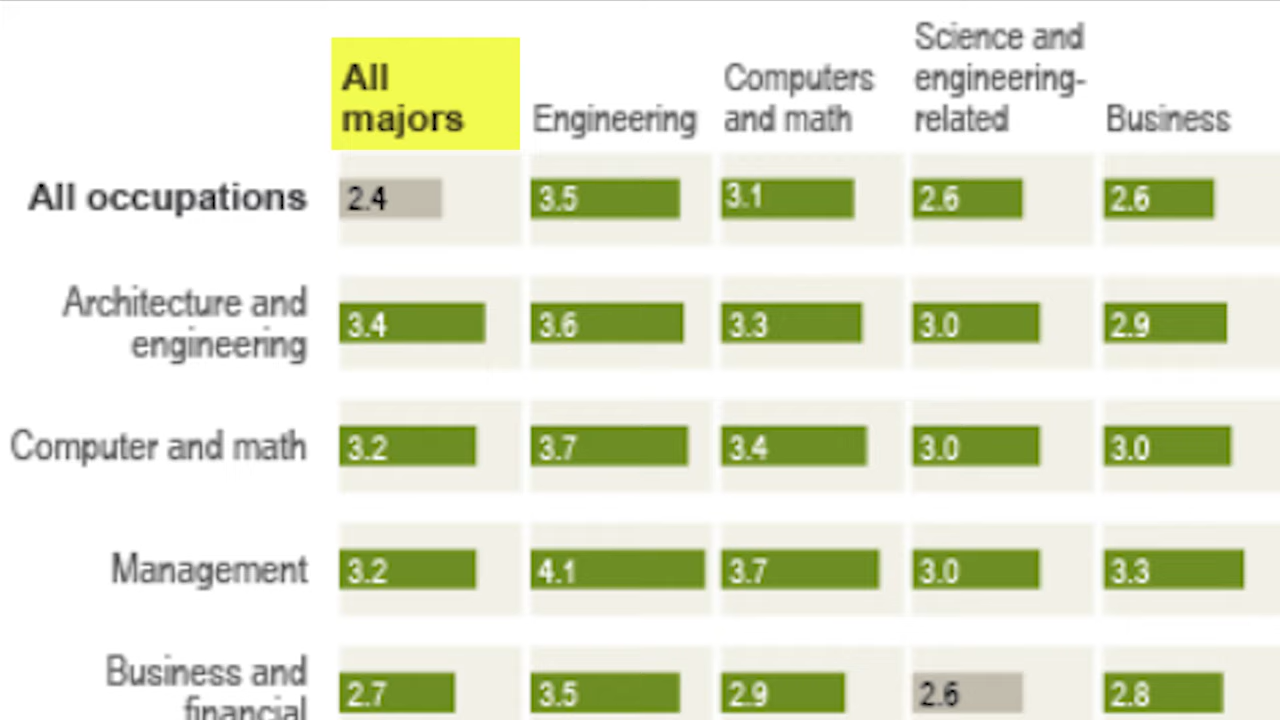 All
majors
Engineering
Computers
and math
Science and
engineering-
related
Business
All occupations
2.4
3.5
3.1
2.6
2.6
Architecture and
engineering
3.4
3.6
3.3
3.0
2.9
Computer and math
3.2
3.7
3.4
3.0
3.0
Management
3.2
4.1
3.7
3.0
3.3
Business and
financial
2.7
3.5
2.9
2.6
2.8